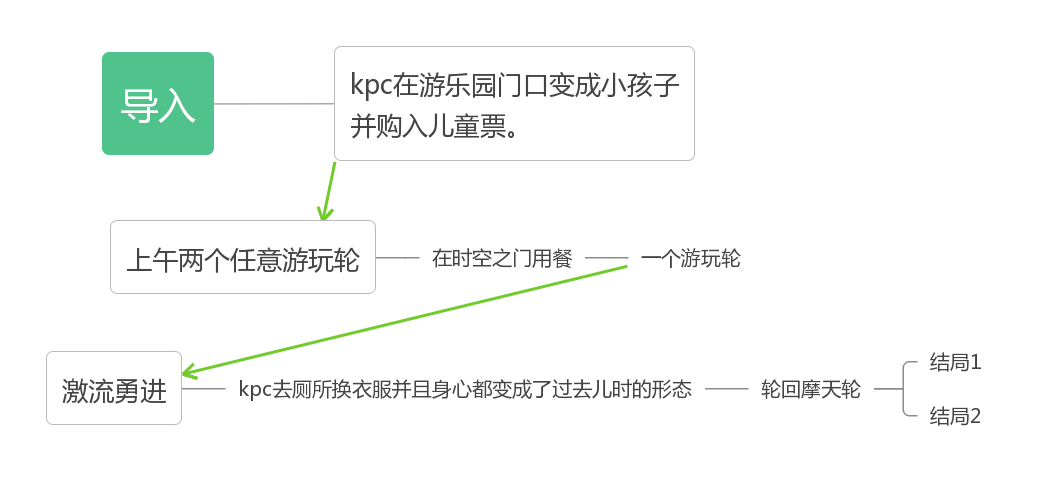 导入
kpc在游乐园门口变成小孩子
并购入儿童票。
上午两个任意游玩轮
在时空之门用餐
一个游玩轮
激流勇进
kpc去厕所换衣服并且身心都变成了过去儿时的形态
轮回摩天轮
结局1
结局2